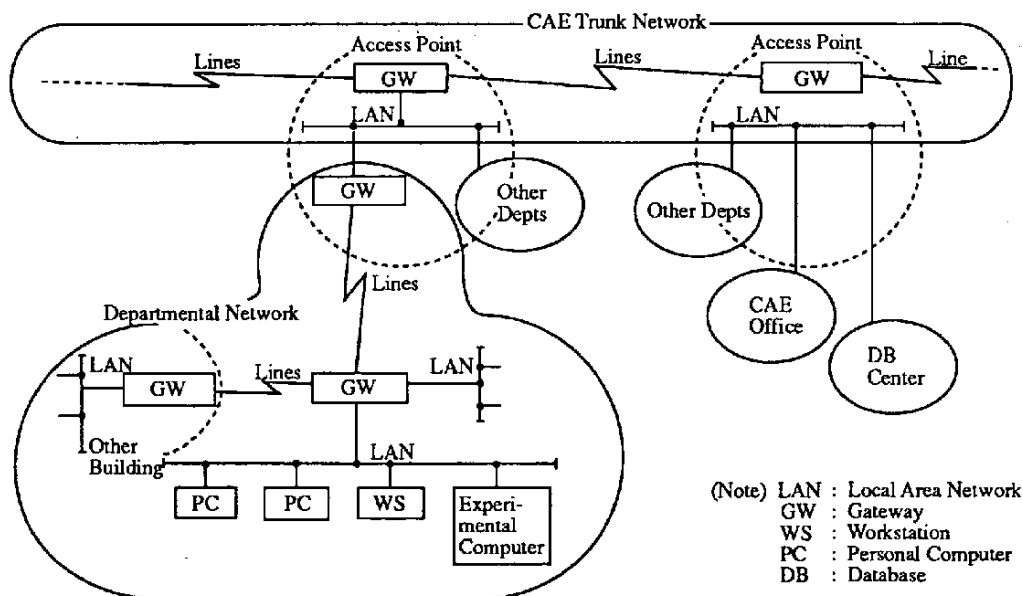 CAE Trunk Network
Access Point
Access Point
Lines
GW
Lines
GW
Line
LAN
LAN
GW
Other
Depts
Other Depts
Lines
CAE
Office
Departmental Network
DB
Center
LAN
GW
Lines
GW
LAN
Other
Building
LAN
PC
PC
WS
Experi-
mental
Computer
(Note) LAN : Local Area Network
GW : Gateway
WS : Workstation
PC : Personal Computer
DB : Database